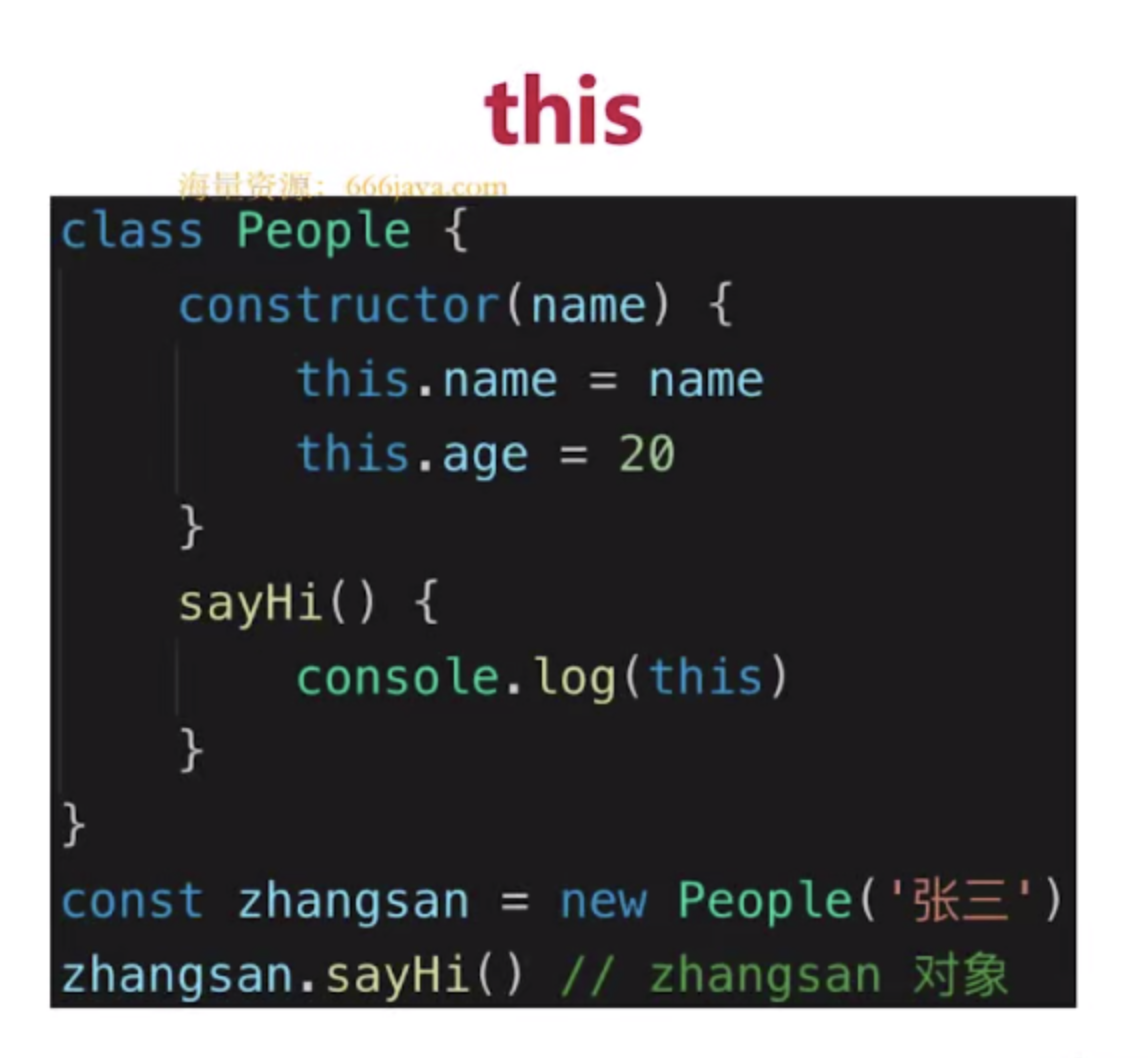 this
海量资源：666java.com
class People {
    constructor(name) {
        this.name = name
        this.age = 20
    }
    sayHi() {
        console.log(this)
    }
}
const zhangsan = new People('张三')
zhangsan.sayHi() // zhangsan 对象